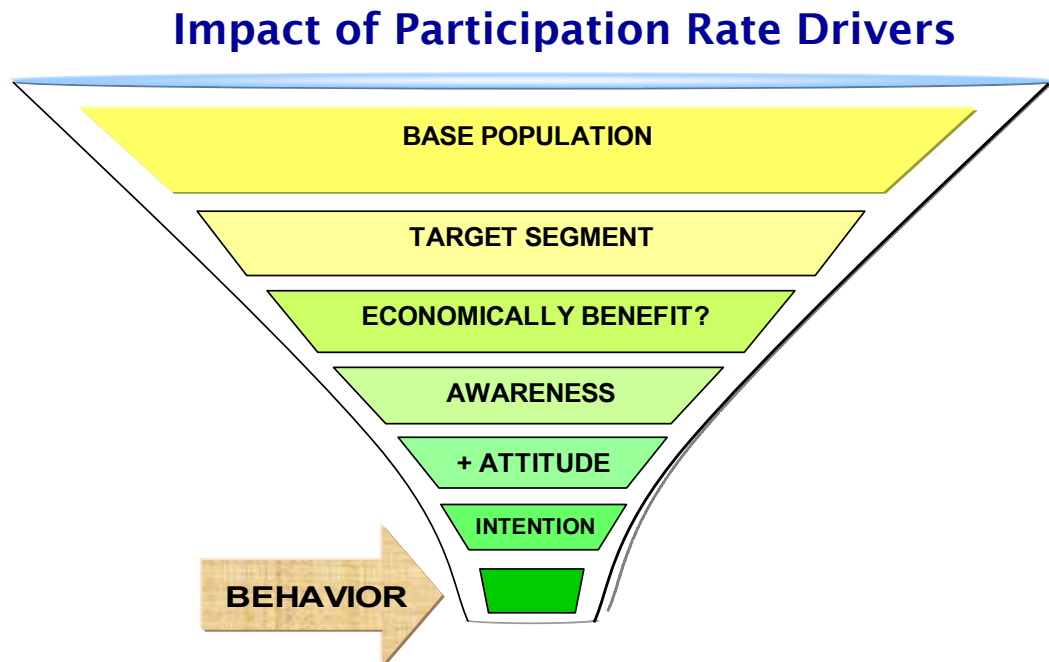 Impact of Participation Rate Drivers
BASE POPULATION
TARGET SEGMENT
ECONOMICALLY BENEFIT?
AWARENESS
+ ATTITUDE
INTENTION
BEHAVIOR